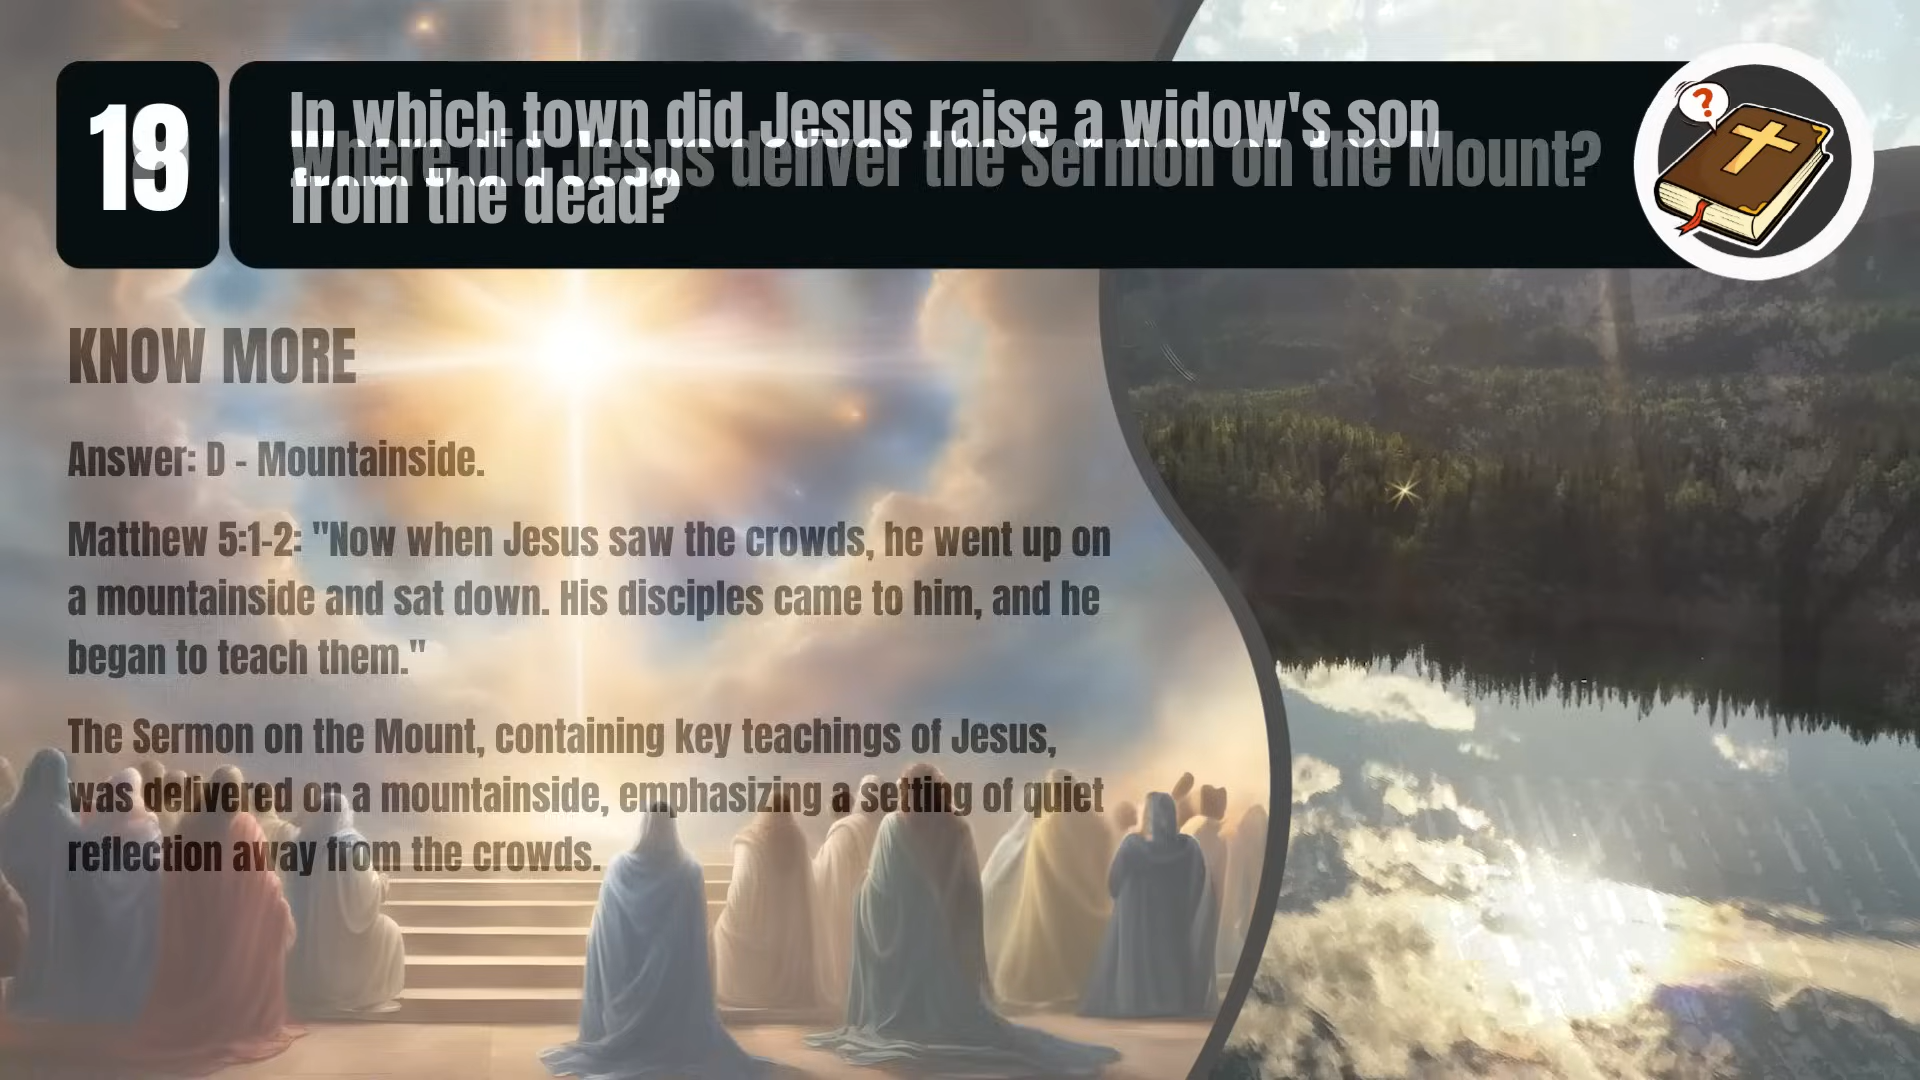 19
In which town did Jesus raise a widow's son
Where did Jesus deliver the Sermon on the Mount?
from the dead?
?
KNOW MORE
Answer: D - Mountainside.
Matthew 5:1-2: "Now when Jesus saw the crowds, he went up on
a mountainside and sat down. His disciples came to him, and he
began to teach them."
The Sermon on the Mount, containing key teachings of Jesus,
was delivered on a mountainside, emphasizing a setting of quiet
reflection away from the crowds.